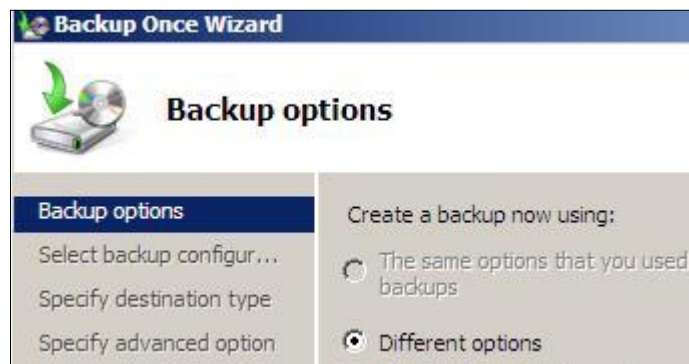 Backup Once Wizard
Backup options
Backup options
Select backup configur...
Specify destination type
Specify advanced option
Create a backup now using:
The same options that you used
backups
Different options